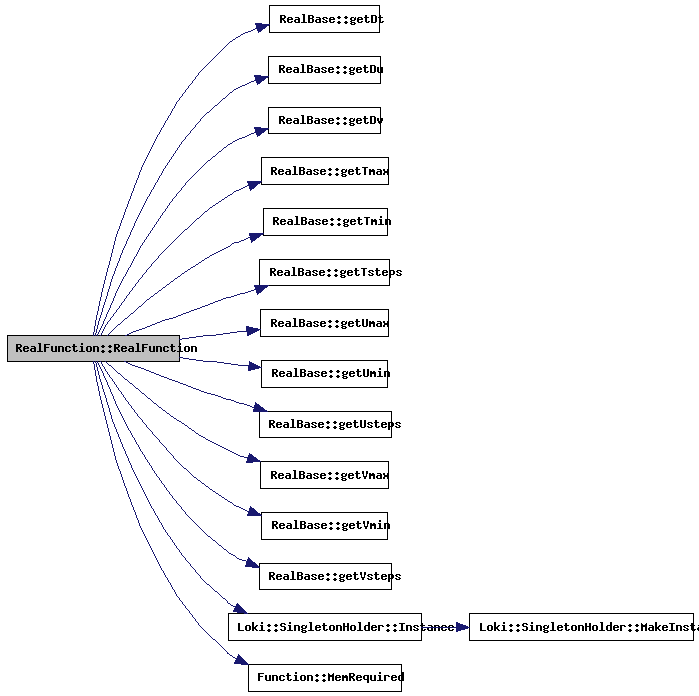 RealBase::getDt
RealBase::getDu
RealBase::getDv
RealBase::getTmax
RealBase::getTmin
RealBase::getTsteps
RealBase::getUmax
RealFunction::RealFunction
RealBase::getUmin
RealBase::getUsteps
RealBase::getVmax
RealBase::getVmin
RealBase::getVsteps
Loki::SingletonHolder::Instance
Loki::SingletonHolder::MakeInsta
Function::MemRequired